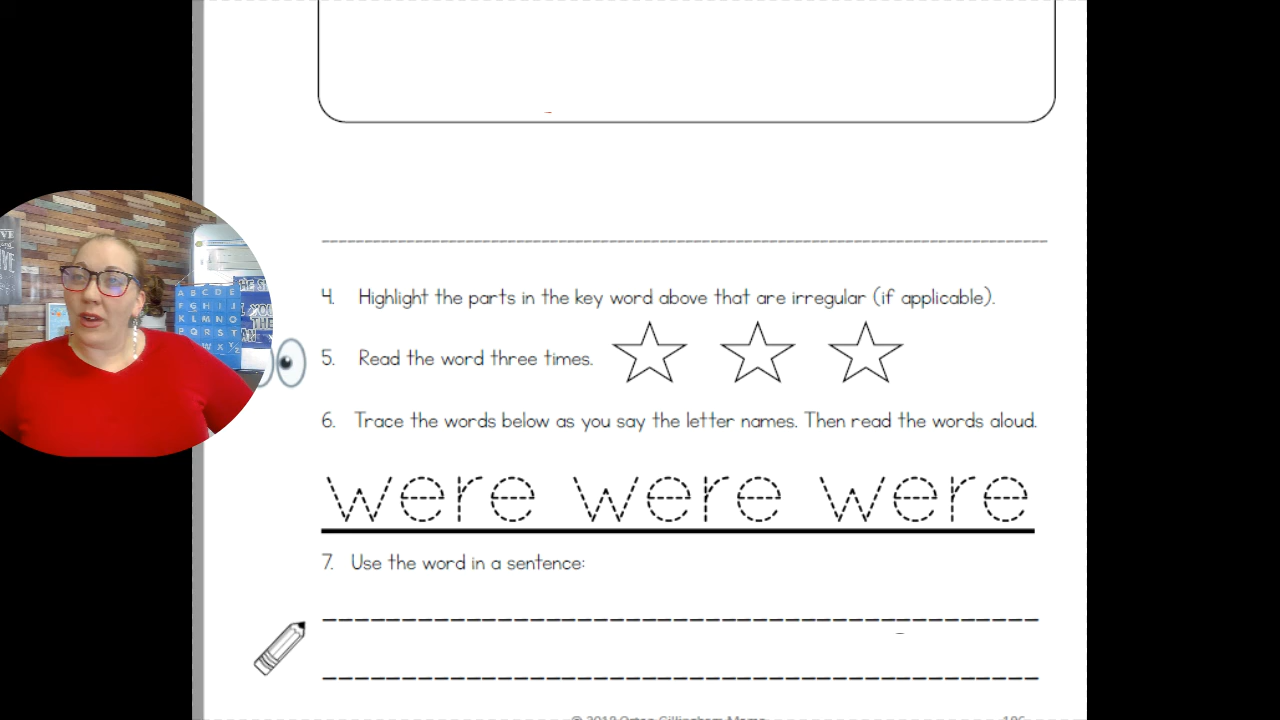 4. Highlight the parts in the key word above that are irregular (if applicable).
5. Read the word three times.
6. Trace the words below as you say the letter names. Then read the words aloud.
were were were
7. Use the word in a sentence:
A B C D E
F G H I J
K L M N O
P Q R S T
W X Y/Z
THE